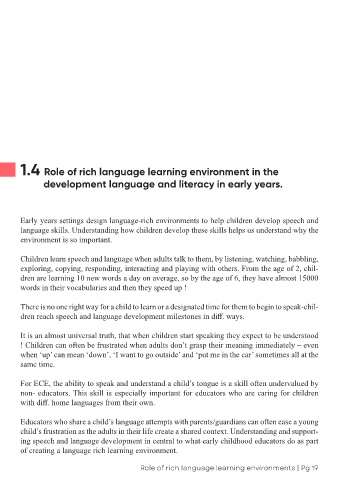 1.4 Role of rich language learning environment in the
development language and literacy in early years.
Early years settings design language-rich environments to help children develop speech and
language skills. Understanding how children develop these skills helps us understand why the
environment is so important.
Children learn speech and language when adults talk to them, by listening, watching, babbling,
exploring, copying, responding, interacting and playing with others. From the age of 2, chil-
dren are learning 10 new words a day on average, so by the age of 6, they have almost 15000
words in their vocabularies and then they speed up !
There is no one right way for a child to learn or a designated time for them to begin to speak-chil-
dren reach speech and language development milestones in diff. ways.
It is an almost universal truth, that when children start speaking they expect to be understood
! Children can often be frustrated when adults don’t grasp their meaning immediately – even
when ‘up’ can mean ‘down’, ‘I want to go outside’ and ‘put me in the car’ sometimes all at the
same time.
For ECE, the ability to speak and understand a child’s tongue is a skill often undervalued by
non- educators. This skill is especially important for educators who are caring for children
with diff. home languages from their own.
Educators who share a child’s language attempts with parents/guardians can often ease a young
child’s frustration as the adults in their life create a shared context. Understanding and support-
ing speech and language development in central to what early childhood educators do as part
of creating a language rich learning environment.
Role of rich language learning environments | Pg 19